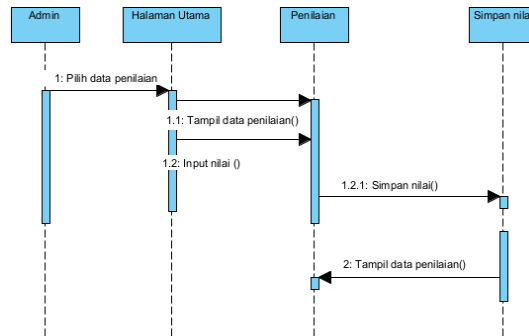 Admin
Halaman Utama
Penilaian
Simpan nilai
1: Pilih data penilaian
1.1: Tampil data penilaian()
1.2: Input nilai ()
1.2.1: Simpan nilai()
2: Tampil data penilaian()